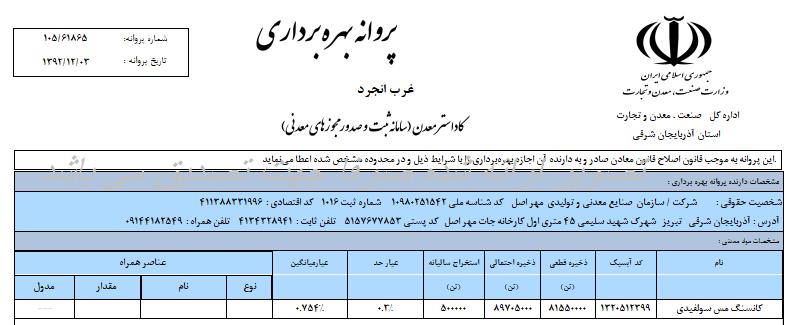 جمهوری اسلامی ایران
وزارت صنعت، معدن و تجارت
اداره کل صنعت، معدن و تجارت
استان آذربایجان شرقی
پروانه بهره برداری
غرب انجرد
کاداستر معدن (سامانه ثبت و صدور مجوزهای معدنی)
شماره پروانه: ۱۰۵/۶۱۸۶۵
تاریخ پروانه : ۱۳۹۲/۱۲/۰۳
این پروانه به موجب قانون اصلاح قانون معادن صادر و به دارنده آن اجازه بهره‌برداری را با شرایط ذیل و در محدوده مشخص شده اعطا می‌نماید.
مشخصات دارنده پروانه بهره برداری :
شخصیت حقوقی : شرکت / سازمان صنایع معدنی و تولیدی مهر اصل کد شناسه ملی ۱۰۹۸۰۲۵۱۵۴۲ شماره ثبت ۱۰۱۶ کد اقتصادی : ۴۱۱۳۸۸۳۳۱۹۹۶
آدرس : آذربایجان شرقی تبریز شهرک شهید سلیمی ۴۵ متری اول کارخانه جات مهر اصل کد پستی ۵۱۵۷۶۷۷۸۵۳ تلفن ثابت : ۴۱۳۴۳۲۸۹۴۱ تلفن همراه : ۰۹۱۴۴۱۸۲۵۴۹
مشخصات مواد معدنی :
نام کد آیسیک ذخیره قطعی (تن) ذخیره احتمالی (تن) استخراج سالیانه (تن) عیار حد عیارمیانگین عناصر همراه
نوع نام مقدار مدول
کانسنگ مس سولفیدی ۱۳۲۰۵۱۲۳۹۹ ۸۱۵۵۰۰۰۰ ۸۹۷۰۵۰۰۰ ۵۰۰۰۰۰ ۰.۳% ۰.۷۵۴% ---